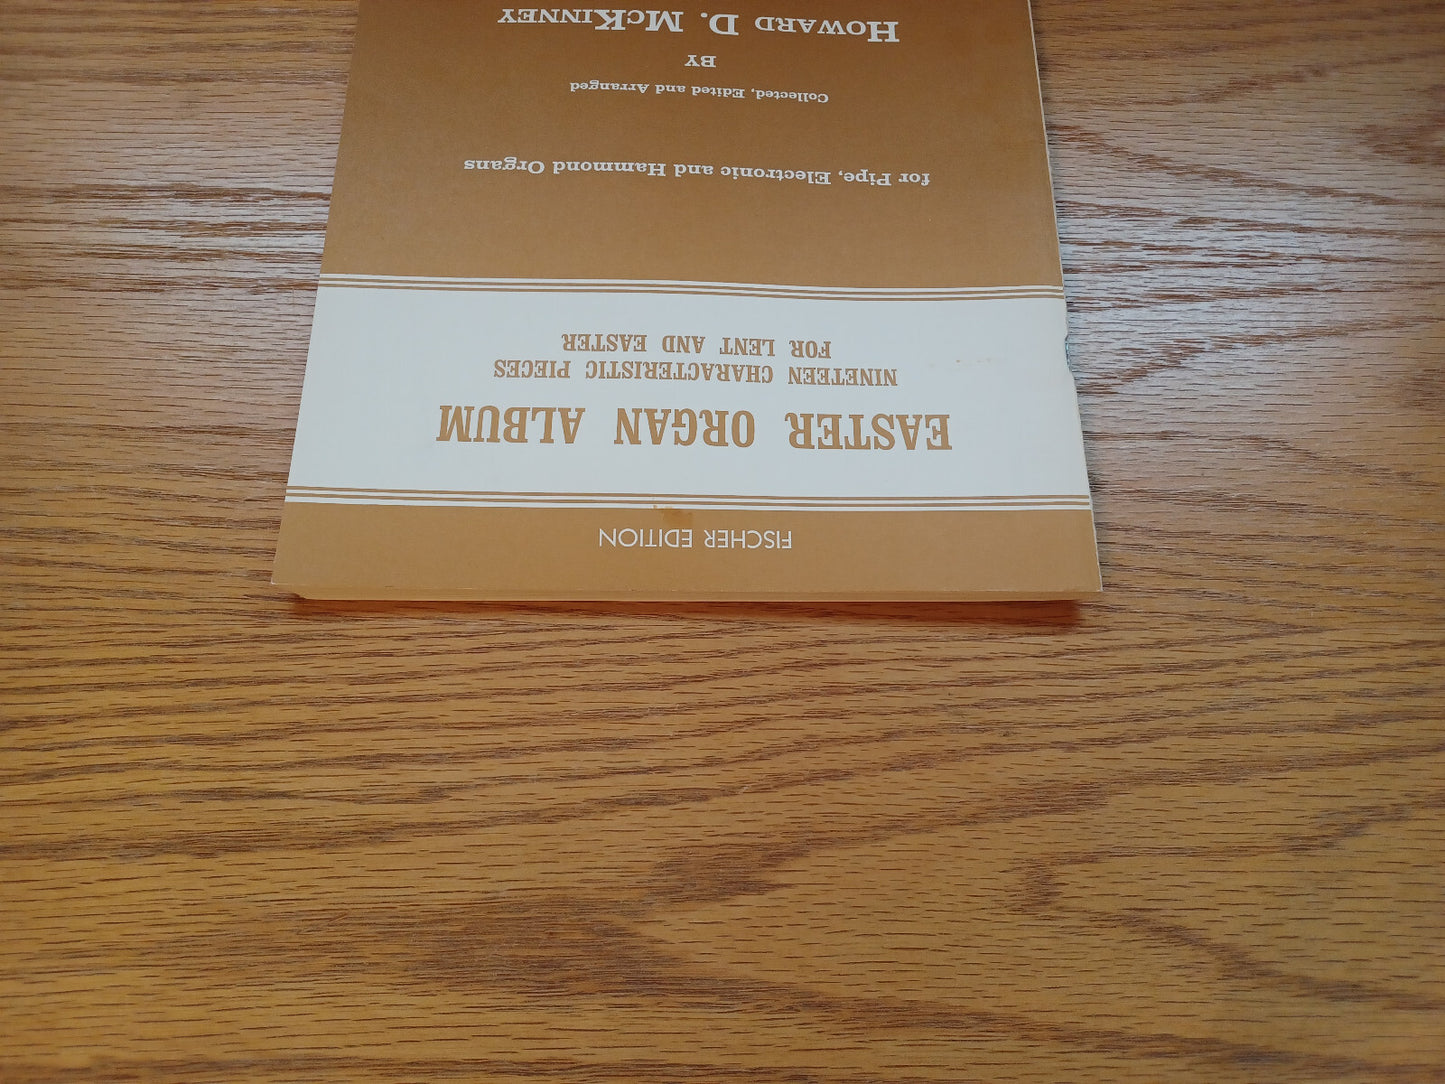 FISCHER EDITION
EASTER ORGAN ALBUM
NINETEEN CHARACTERISTIC PIECES
FOR LENT AND EASTER
for Pipe, Electronic and Hammond Organs
Collected, Edited and Arranged
BY
HOWARD D. MCKINNEY